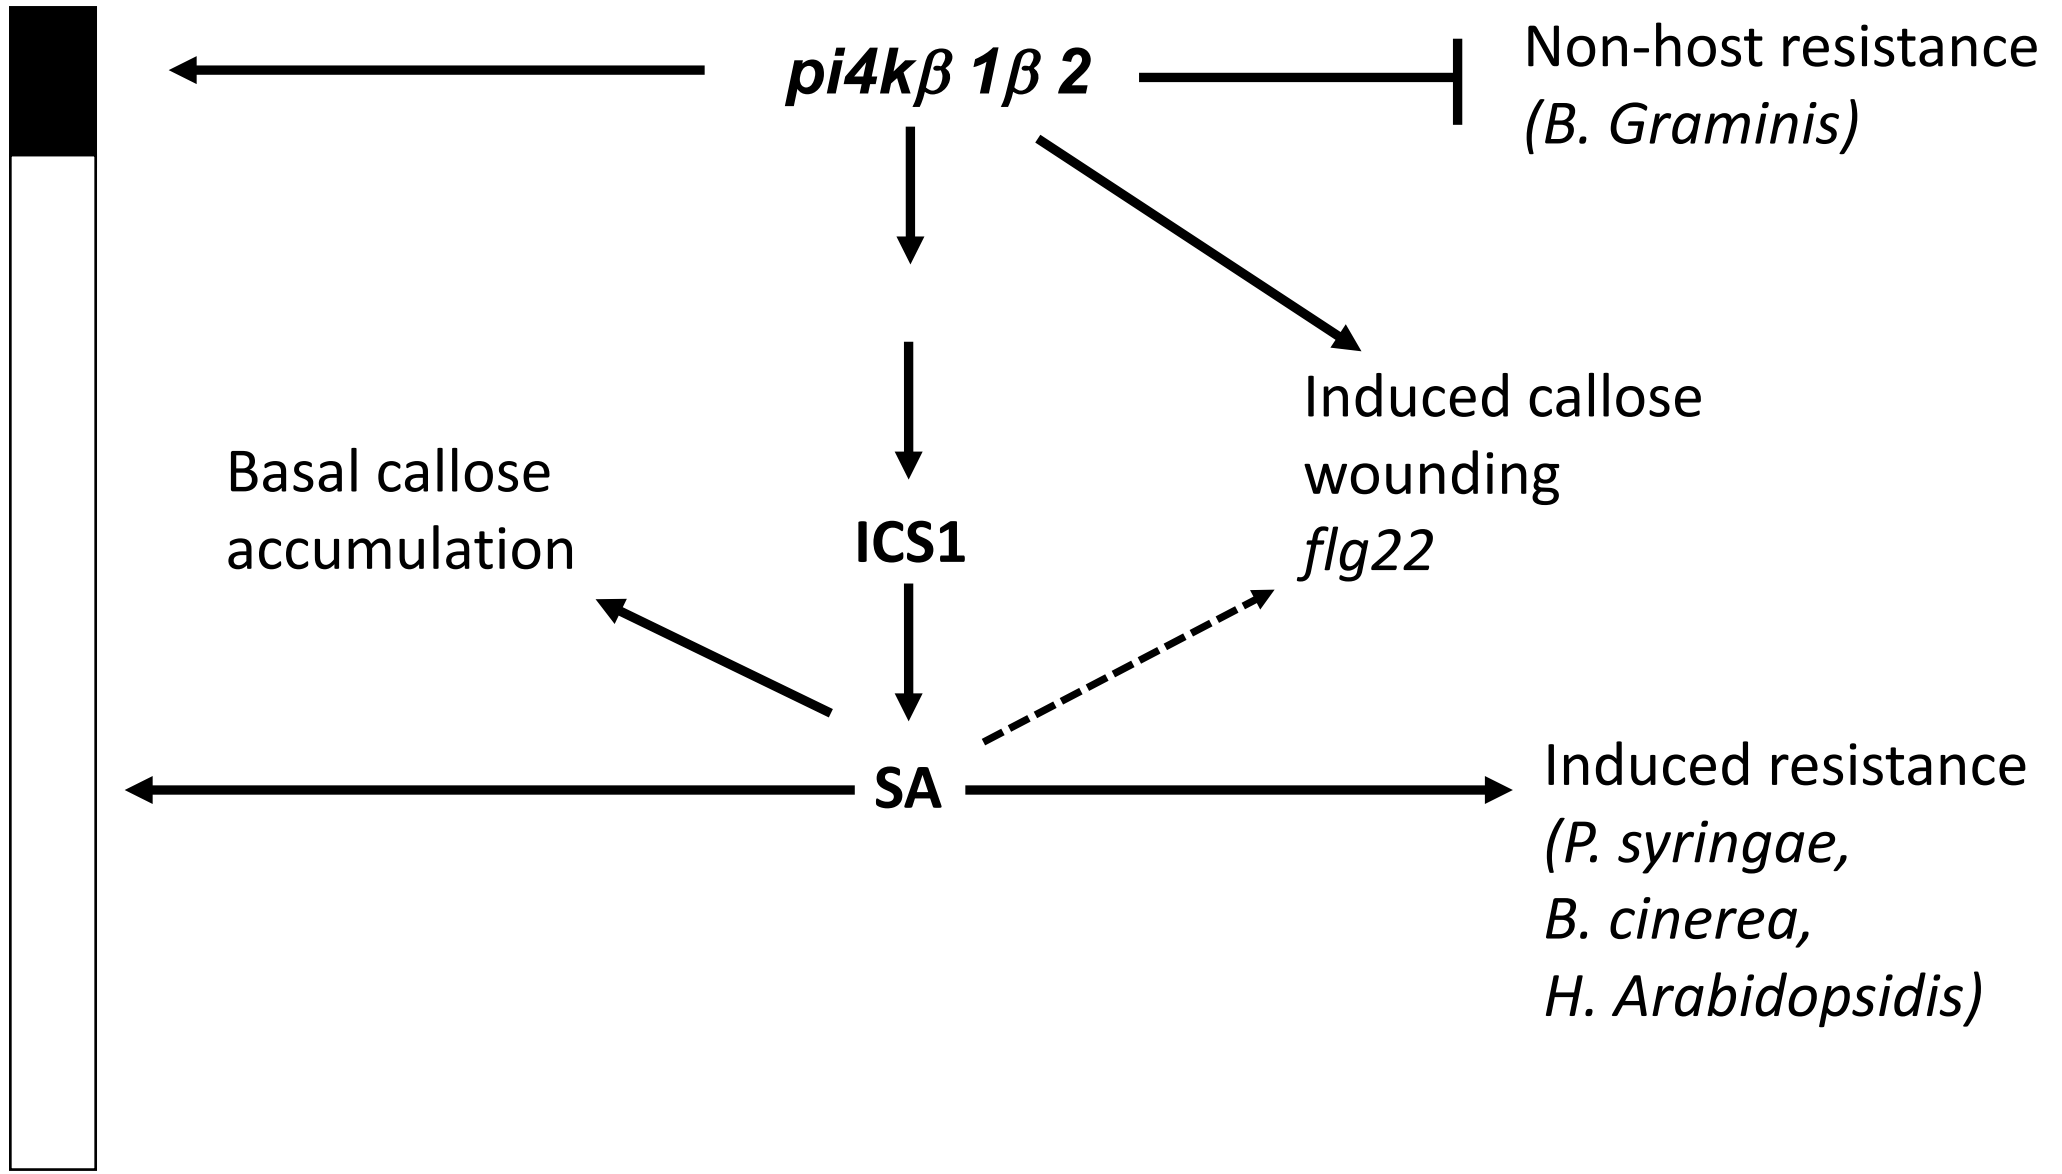 pi4kβ 1β 2
Non-host resistance
(B. Graminis)
Induced callose
wounding
flg22
Basal callose
accumulation
ICS1
SA
Induced resistance
(P. syringae,
B. cinerea,
H. Arabidopsidis)